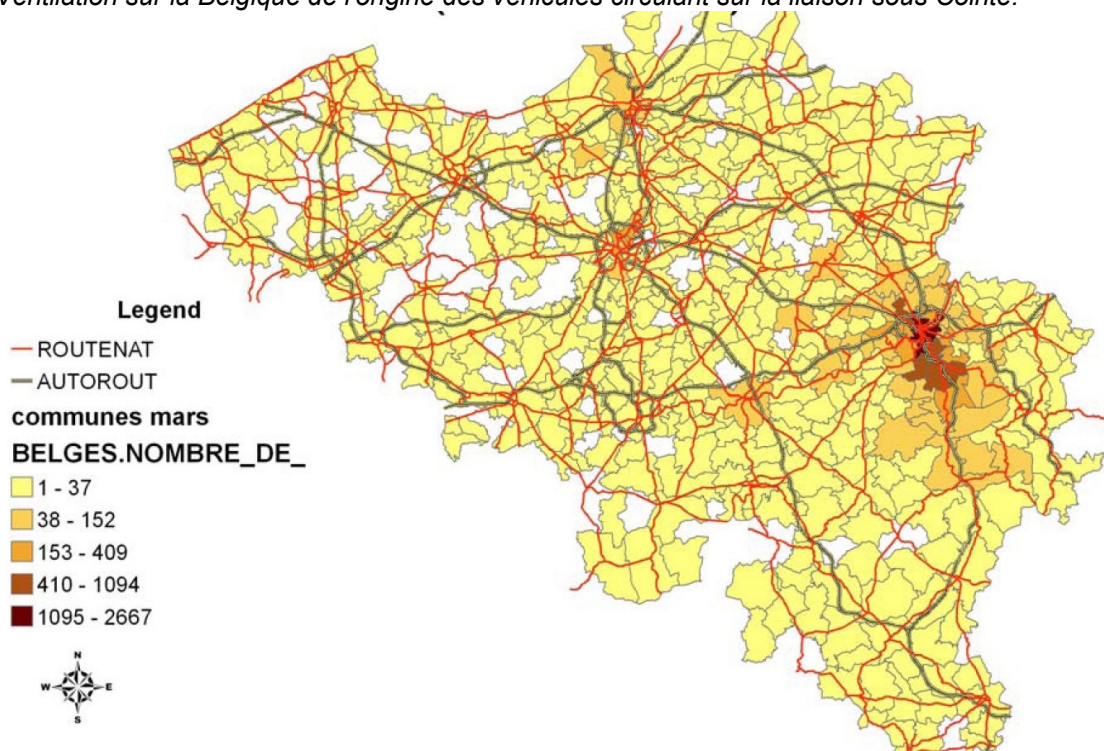 Ventilation sur la Belgique de l'origine des véhicules circulant sur la liaison sous Cointe.
Legend
ROUTENAT
AUTOROUT
communes mars
BELGES.NOMBRE_DE_
1 - 37
38 - 152
153 - 409
410 - 1094
1095 - 2667
N
W E
S